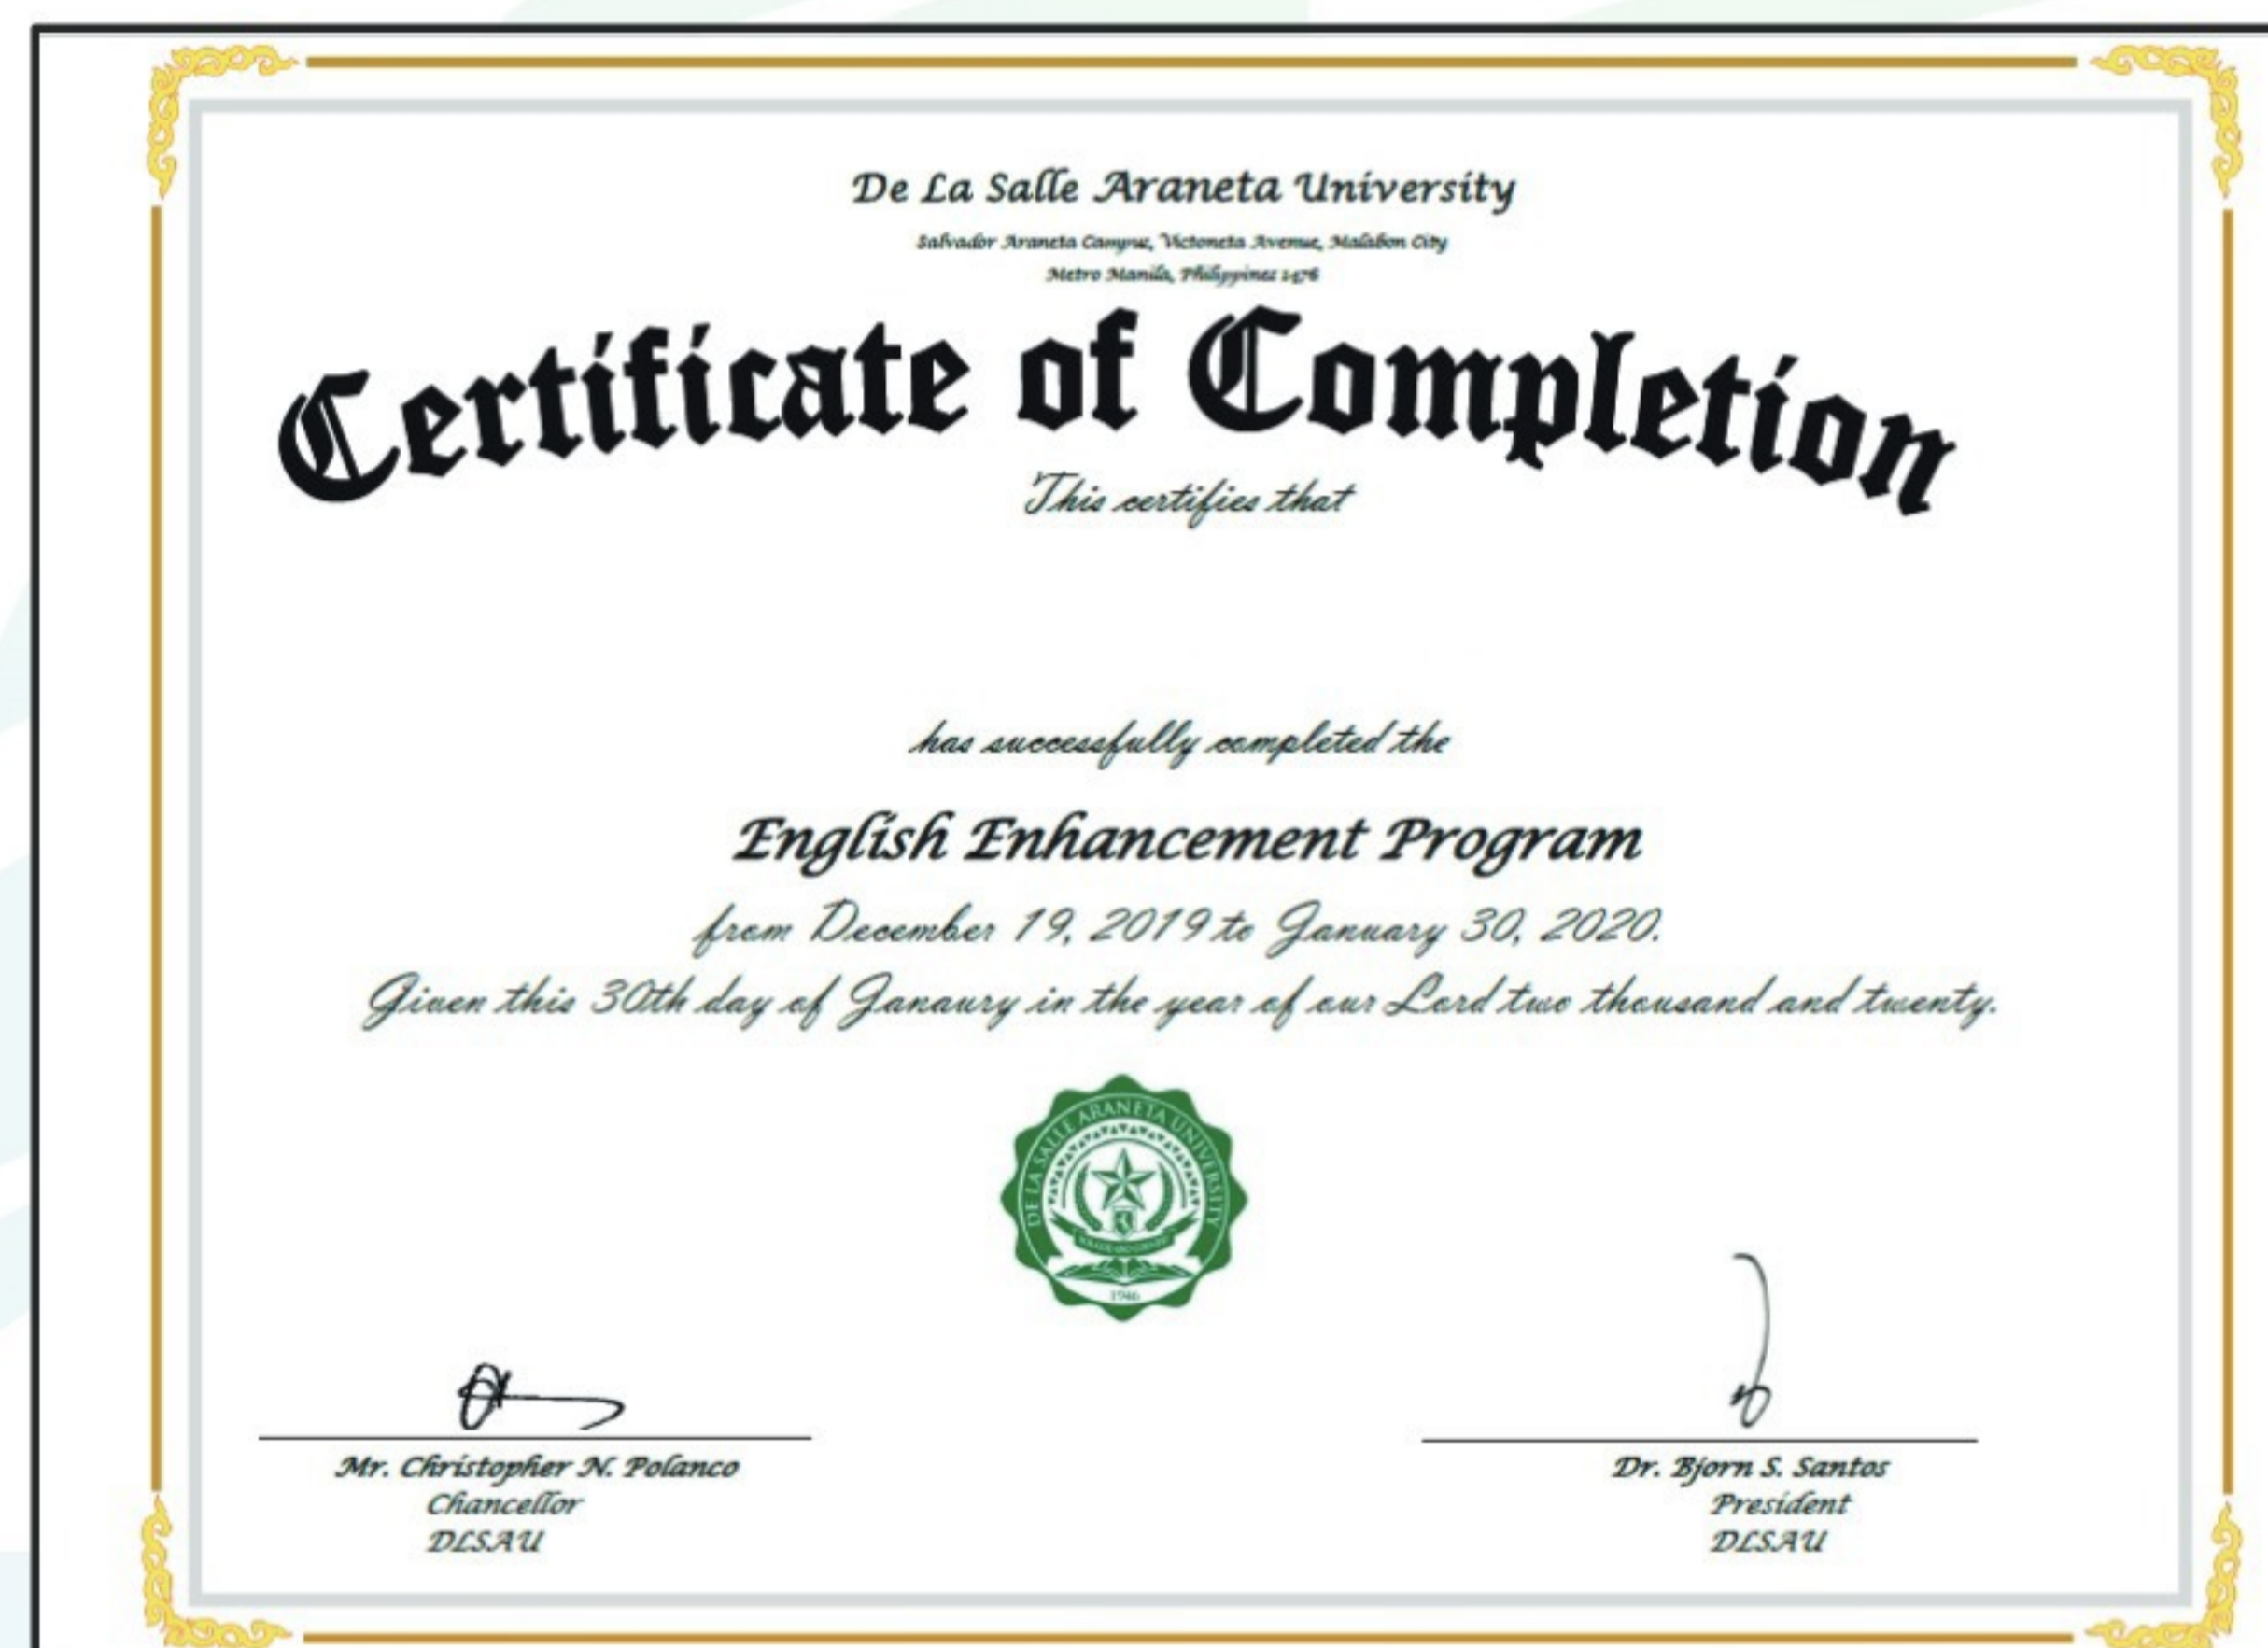 De La Salle Araneta University
Salvador Araneta Campus, Victoneta Avenue, Malabon City
Metro Manila, Philippines 1476
Certificate of Completion
This certifies that
has successfully completed the
English Enhancement Program
from December 19, 2019 to January 30, 2020.
Given this 30th day of Janaury in the year of our Lord two thousand and twenty.
DE LA SALLE ARANETA UNIVERSITY
1946
Mr. Christopher N. Polanco
Chancellor
DLSAU
Dr. Bjorn S. Santos
President
DLSAU